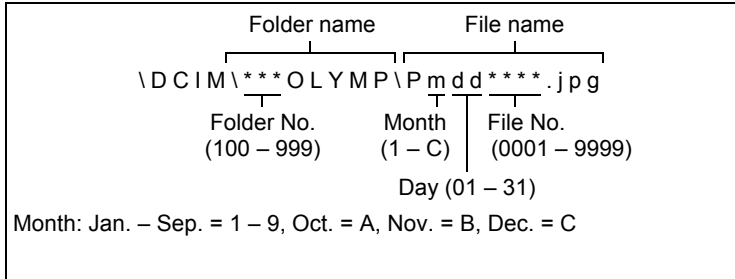 Folder name File name
\DCIM\***OLYMP\Pmdd****.jpg
Folder No. Month File No.
(100 – 999) (1 – C) (0001 – 9999)
Day (01 – 31)
Month: Jan. – Sep. = 1 – 9, Oct. = A, Nov. = B, Dec. = C